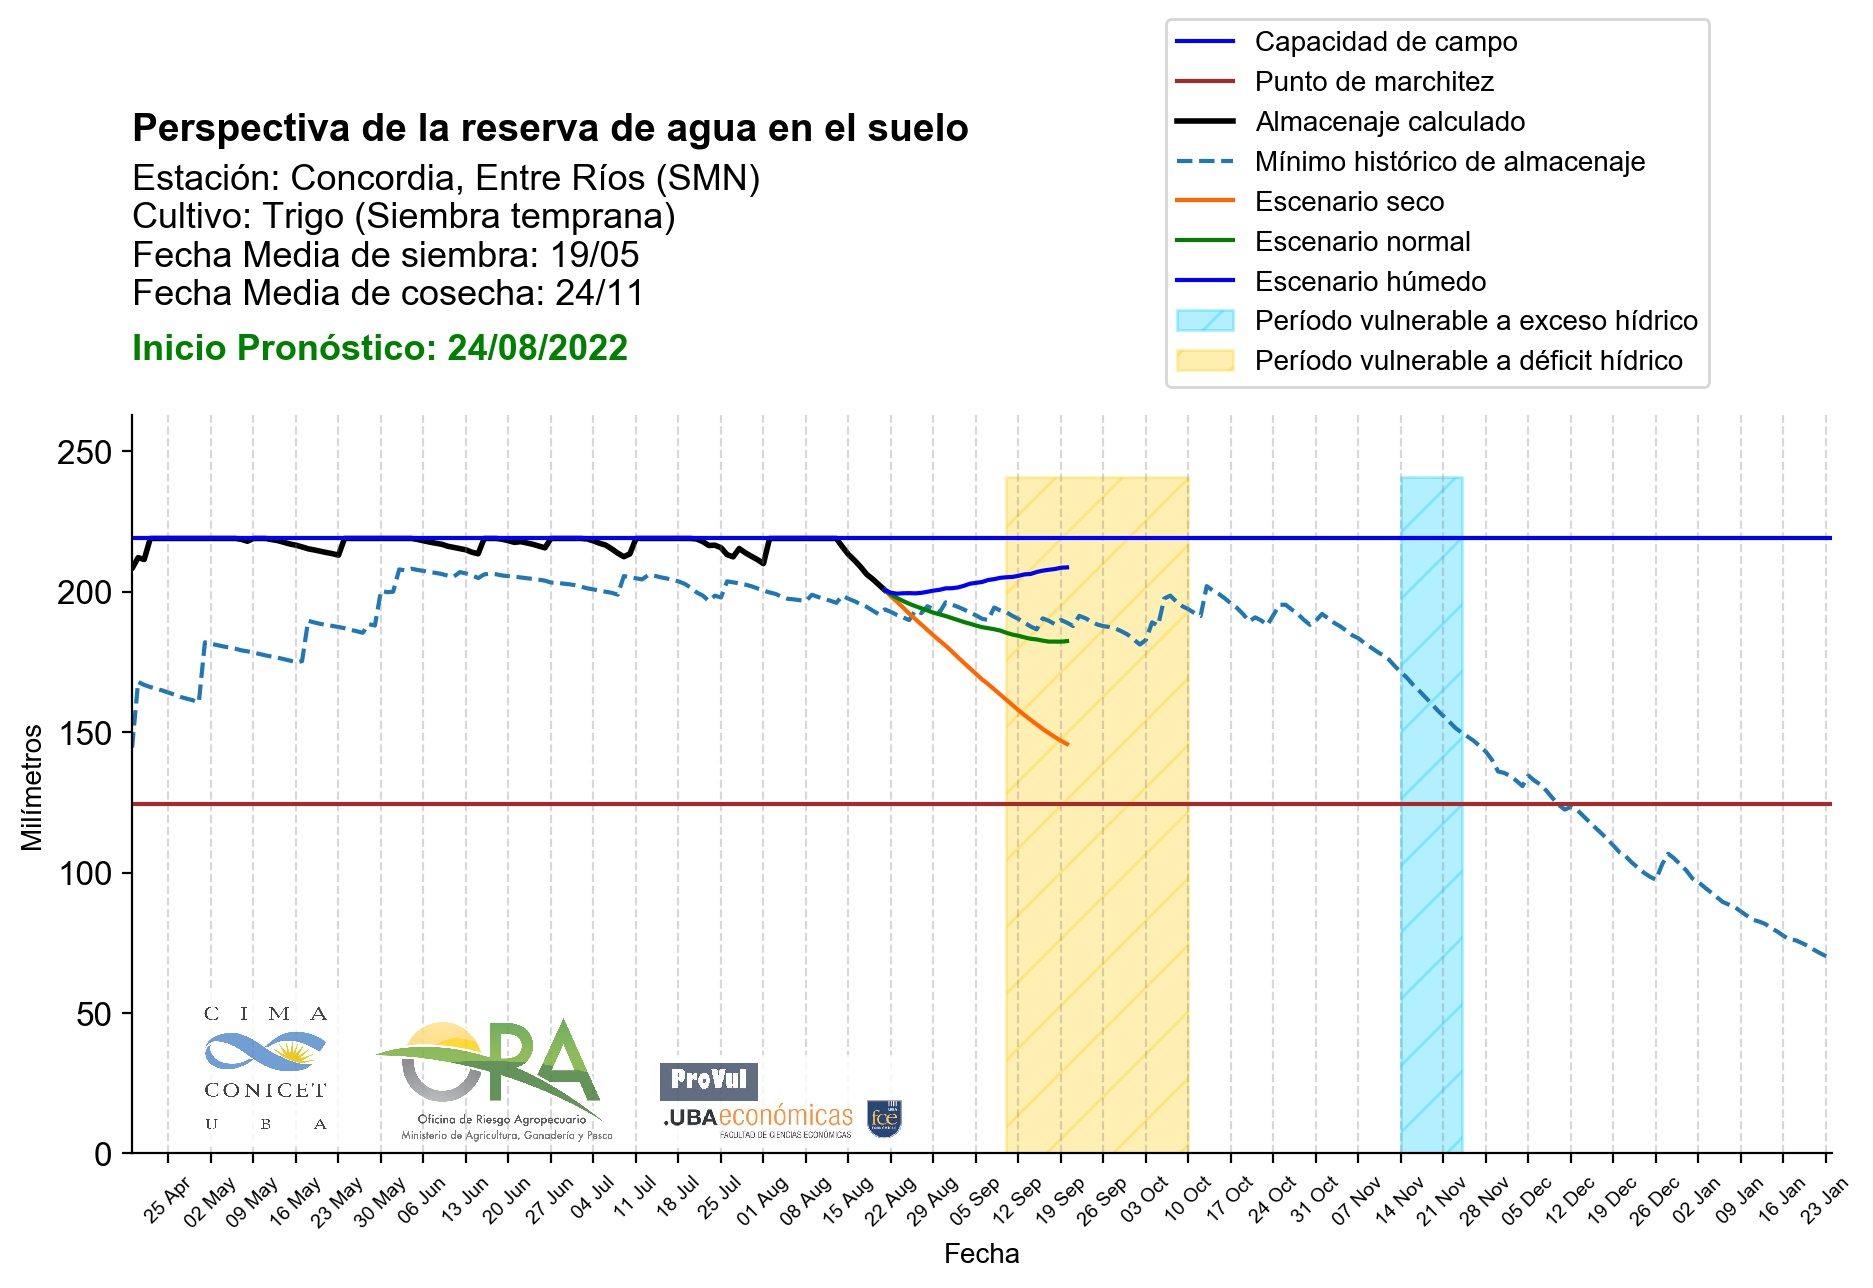 Capacidad de campo
Punto de marchitez
Almacenaje calculado
Mínimo histórico de almacenaje
Escenario seco
Escenario normal
Escenario húmedo
Período vulnerable a exceso hídrico
Período vulnerable a déficit hídrico
Perspectiva de la reserva de agua en el suelo
Estación: Concordia, Entre Ríos (SMN)
Cultivo: Trigo (Siembra temprana)
Fecha Media de siembra: 19/05
Fecha Media de cosecha: 24/11
Inicio Pronóstico: 24/08/2022
250
200
150
100
50
0
Milímetros
CIMA
CONICET
UBA
ORA
Oficina de Riesgo Agropecuario
Ministerio de Agricultura, Ganadería y Pesca
ProVul
.UBAeconómicas
FACULTAD DE CIENCIAS ECONÓMICAS
fce
25 Apr
02 May
09 May
16 May
23 May
30 May
06 Jun
13 Jun
20 Jun
27 Jun
04 Jul
11 Jul
18 Jul
25 Jul
01 Aug
08 Aug
15 Aug
22 Aug
29 Aug
05 Sep
12 Sep
19 Sep
26 Sep
03 Oct
10 Oct
17 Oct
24 Oct
31 Oct
07 Nov
14 Nov
21 Nov
28 Nov
05 Dec
12 Dec
19 Dec
26 Dec
02 Jan
09 Jan
16 Jan
23 Jan
Fecha